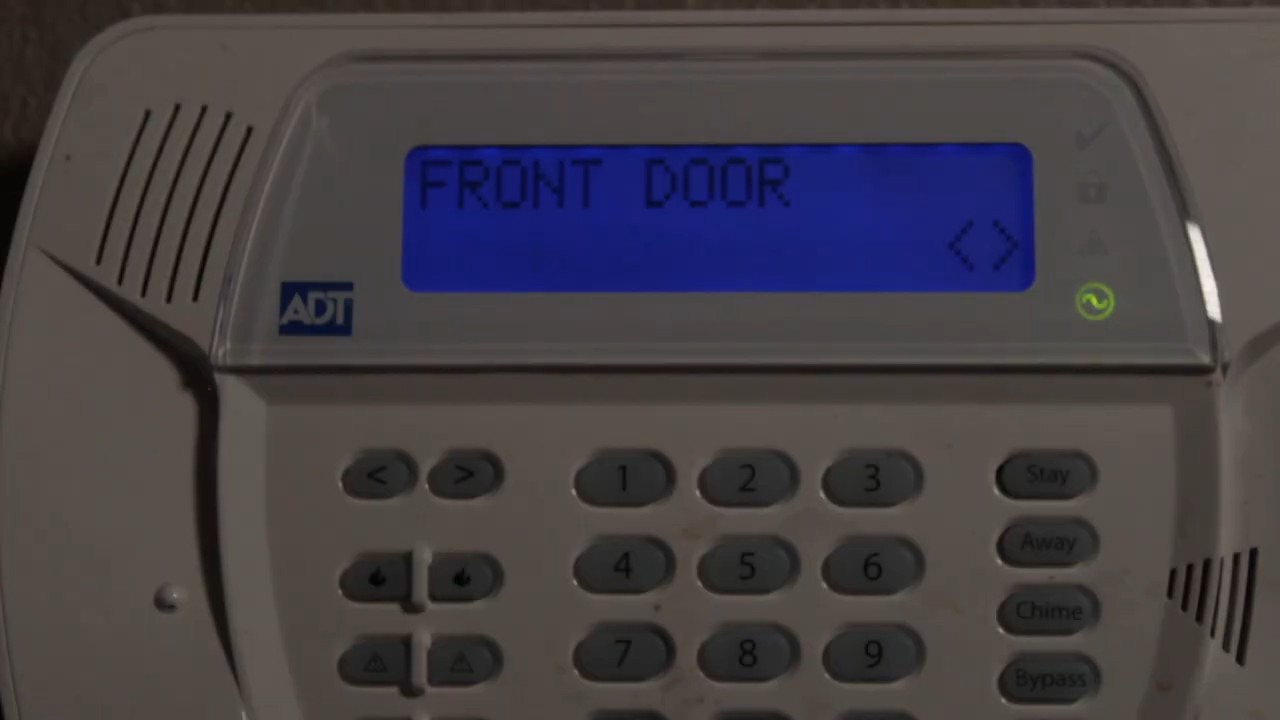 FRONT DOOR
< >
ADT
< > 1 2 3 Stay
4 5 6 Away
7 8 9 Chime
Bypass